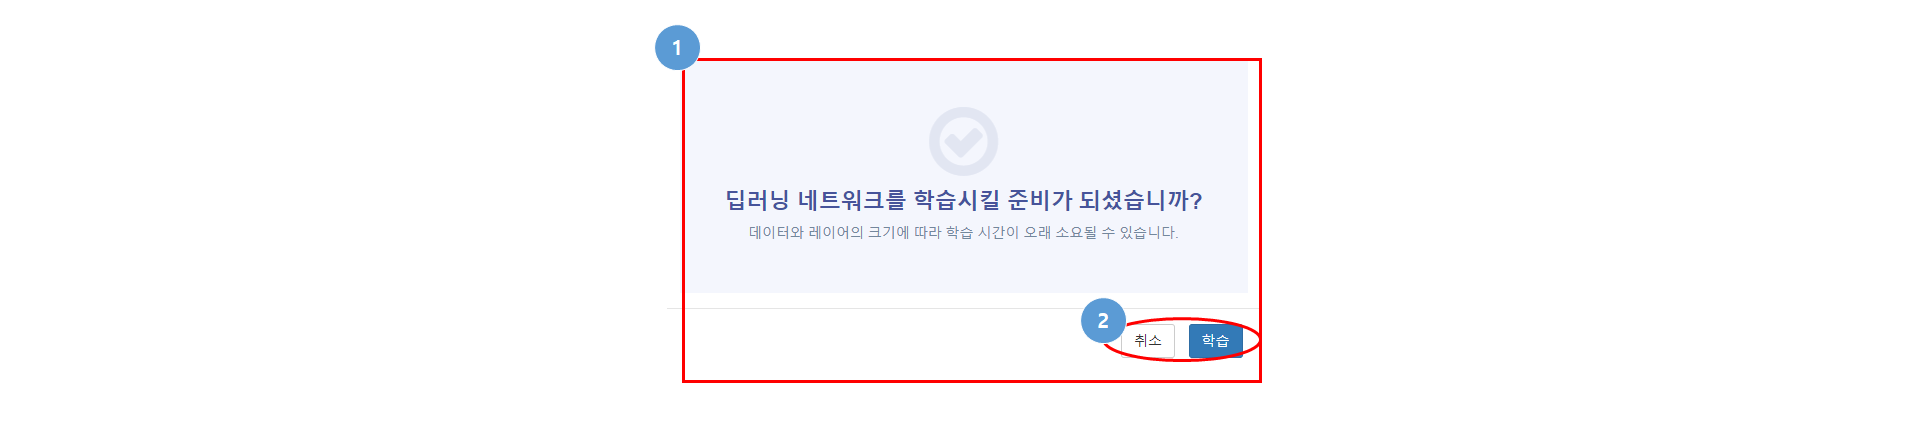 1
딥러닝 네트워크를 학습시킬 준비가 되셨습니까?
데이터와 레이어의 크기에 따라 학습 시간이 오래 소요될 수 있습니다.
2
취소 학습